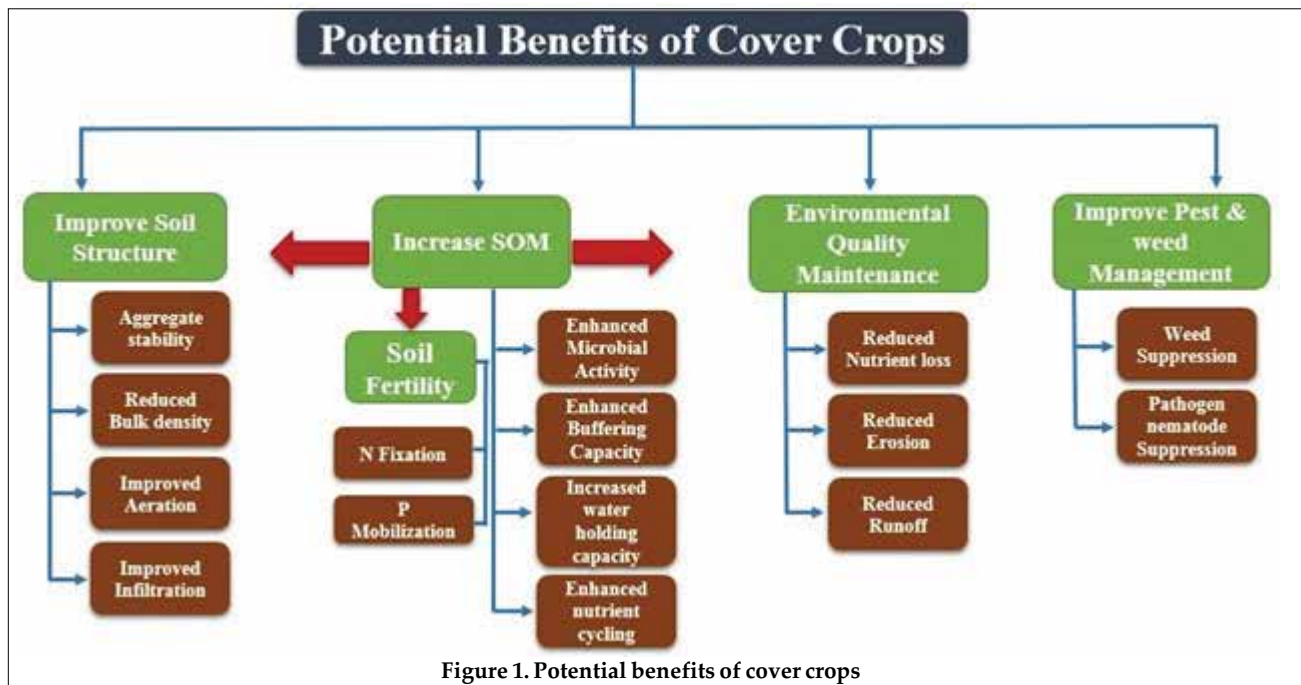 Potential Benefits of Cover Crops
Improve Soil
Structure
Aggregate
stability
Reduced
Bulk density
Improved
Aeration
Improved
Infiltration
Increase SOM
Soil
Fertility
N Fixation
P
Mobilization
Enhanced
Microbial
Activity
Enhanced
Buffering
Capacity
Increased
water
holding
capacity
Enhanced
nutrient
cycling
Environmental
Quality
Maintenance
Reduced
Nutrient loss
Reduced
Erosion
Reduced
Runoff
Improve Pest &
weed
Management
Weed
Suppression
Pathogen
nematode
Suppression
Figure 1. Potential benefits of cover crops